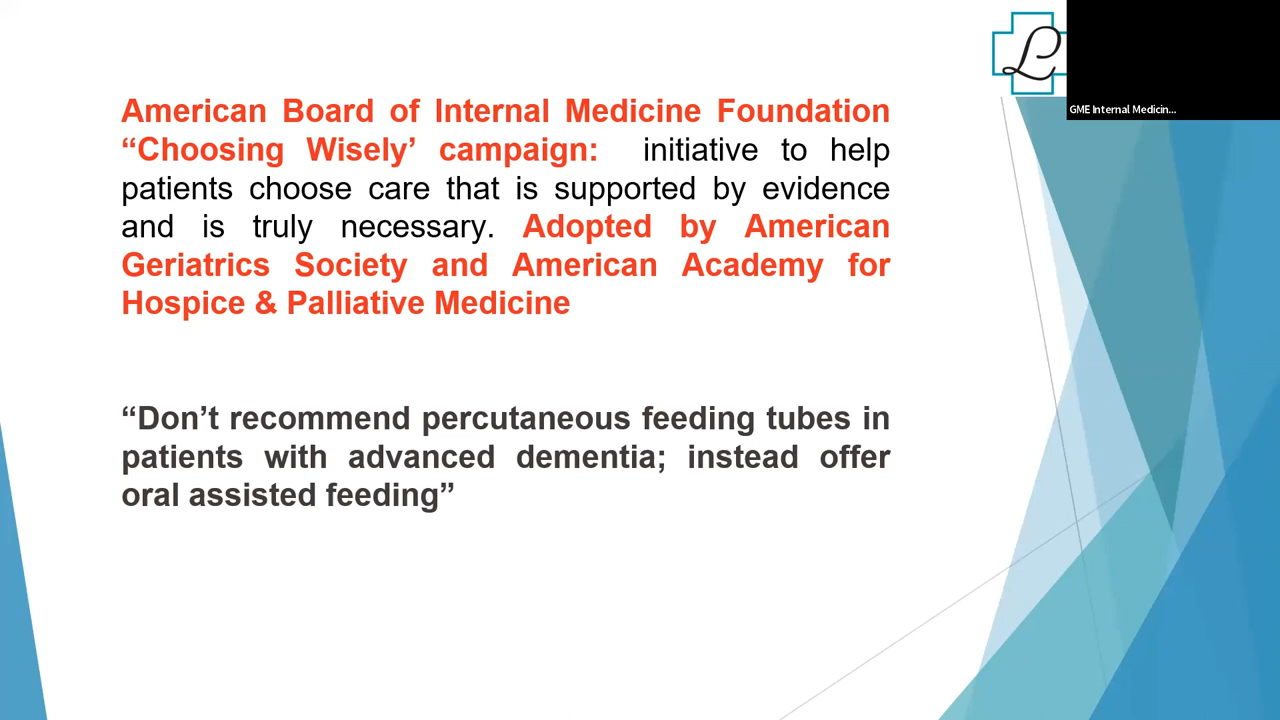 American Board of Internal Medicine Foundation
“Choosing Wisely’ campaign: initiative to help
patients choose care that is supported by evidence
and is truly necessary. Adopted by American
Geriatrics Society and American Academy for
Hospice & Palliative Medicine
“Don’t recommend percutaneous feeding tubes in
patients with advanced dementia; instead offer
oral assisted feeding”
L
GME Internal Medicin...